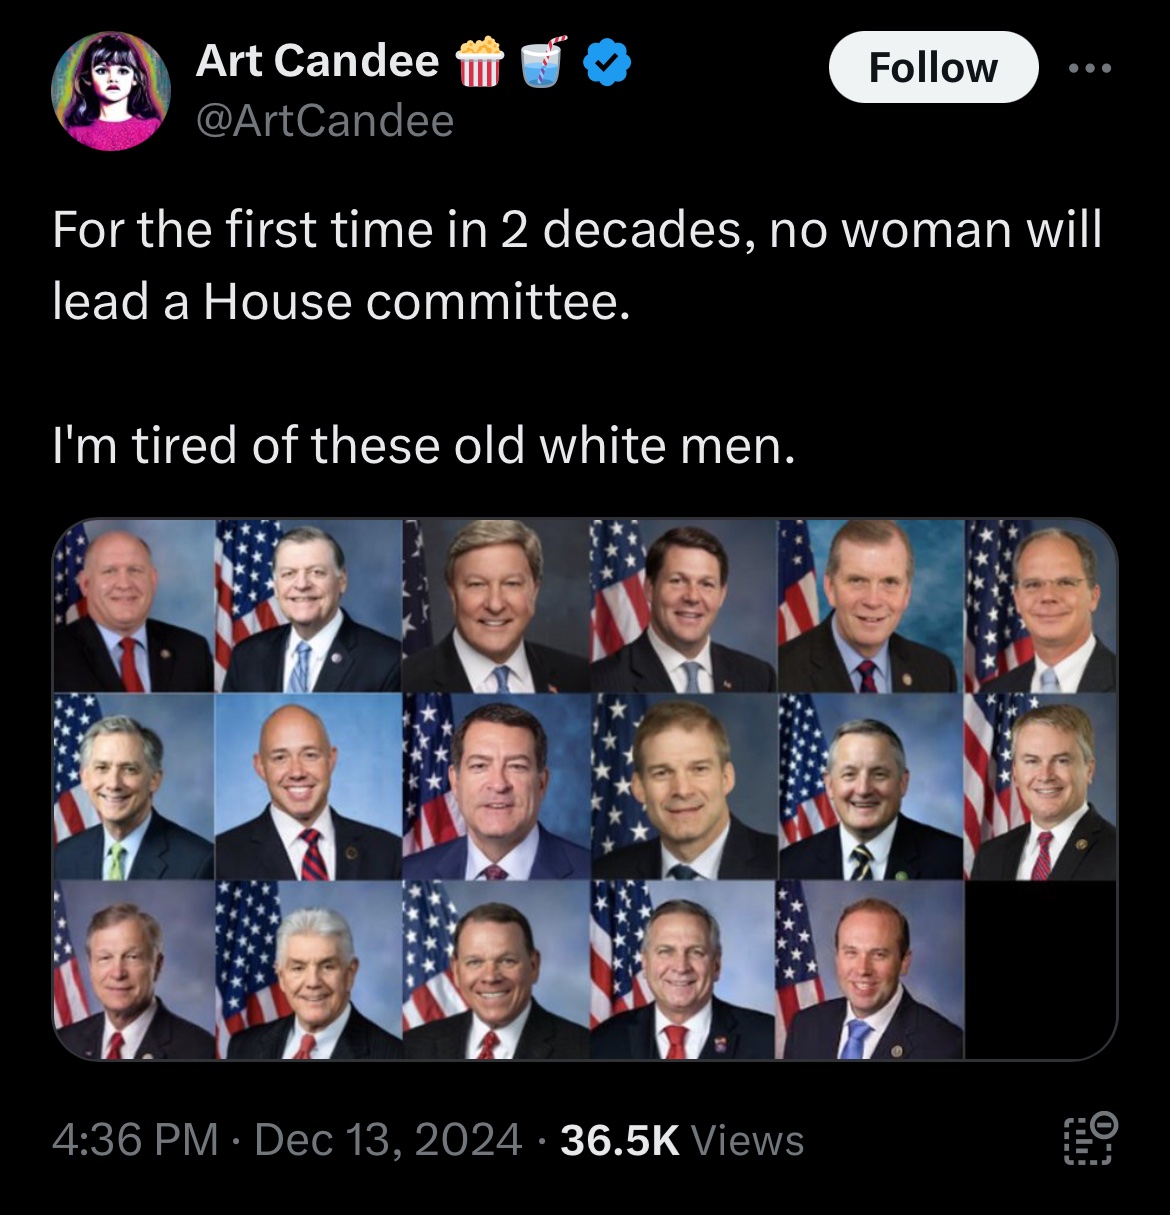 Art Candee 🍿🥤
Follow
@ArtCandee
For the first time in 2 decades, no woman will
lead a House committee.
I'm tired of these old white men.
4:36 PM · Dec 13, 2024 · 36.5K Views